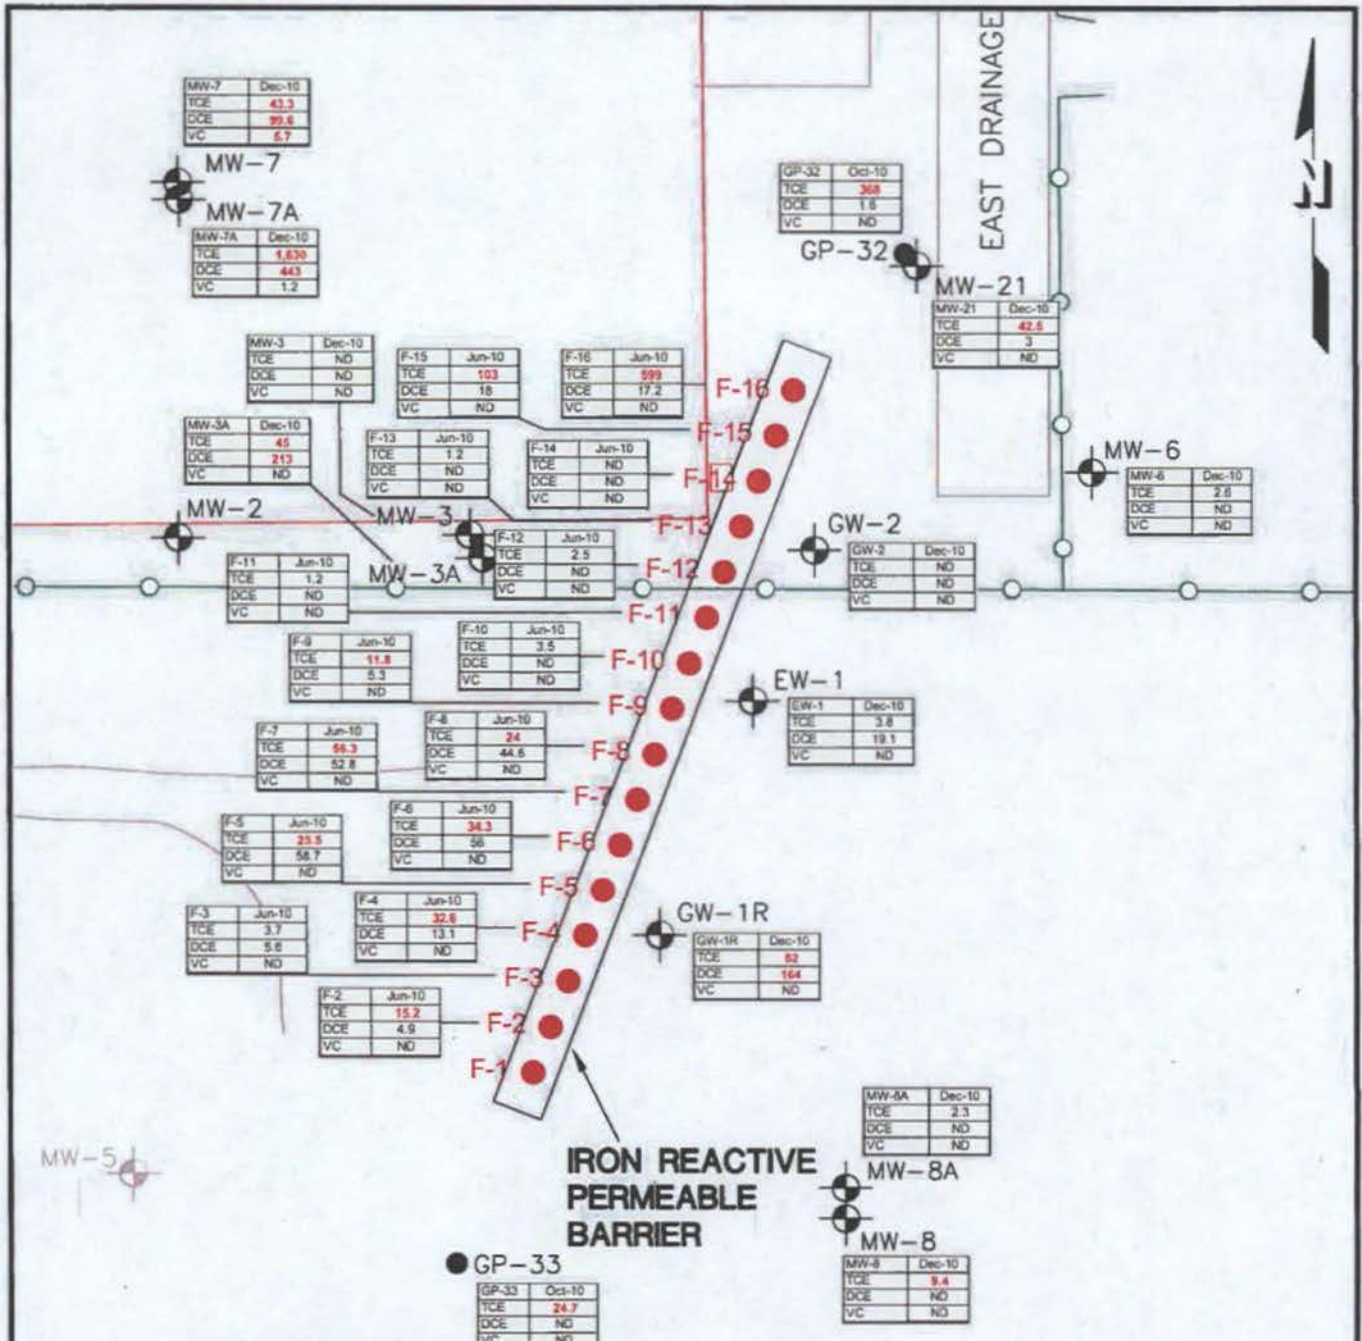 EAST DRAINAGE
MW-7 Dec-10
TCE 43.3
DCE 99.6
VC 5.7
MW-7
MW-7A
MW-7A Dec-10
TCE 1,630
DCE 443
VC 1.2
GP-32 Oct-10
TCE 368
DCE 1.6
VC ND
GP-32
MW-21
MW-21 Dec-10
TCE 42.5
DCE 3
VC ND
MW-3 Dec-10
TCE ND
DCE ND
VC ND
F-15 Jun-10
TCE 103
DCE 18
VC ND
F-16 Jun-10
TCE 599
DCE 17.2
VC ND
F-16
F-15
MW-3A Dec-10
TCE 45
DCE 213
VC ND
F-13 Jun-10
TCE 1.2
DCE ND
VC ND
F-14 Jun-10
TCE ND
DCE ND
VC ND
F-14
MW-6
MW-6 Dec-10
TCE 2.6
DCE ND
VC ND
MW-2
MW-3
F-13
GW-2
GW-2 Dec-10
TCE ND
DCE ND
VC ND
MW-3A
F-12 Jun-10
TCE 2.5
DCE ND
VC ND
F-12
F-11 Jun-10
TCE 1.2
DCE ND
VC ND
F-11
F-9 Jun-10
TCE 11.8
DCE 5.3
VC ND
F-10 Jun-10
TCE 3.5
DCE ND
VC ND
F-10
F-9
EW-1
EW-1 Dec-10
TCE 3.8
DCE 19.1
VC ND
F-7 Jun-10
TCE 56.3
DCE 52.8
VC ND
F-8 Jun-10
TCE 24
DCE 44.5
VC ND
F-8
F-7
F-5 Jun-10
TCE 23.5
DCE 58.7
VC ND
F-6 Jun-10
TCE 34.3
DCE 56
VC ND
F-6
F-5
F-3 Jun-10
TCE 3.7
DCE 5.6
VC ND
F-4 Jun-10
TCE 32.6
DCE 13.1
VC ND
F-4
GW-1R
GW-1R Dec-10
TCE 52
DCE 164
VC ND
F-3
F-2 Jun-10
TCE 15.2
DCE 4.9
VC ND
F-2
F-1
MW-5
IRON REACTIVE
PERMEABLE
BARRIER
MW-8A Dec-10
TCE 2.3
DCE ND
VC ND
MW-8A
MW-8
MW-8 Dec-10
TCE 9.4
DCE ND
VC ND
GP-33
GP-33 Oct-10
TCE 24.7
DCE ND
VC ND